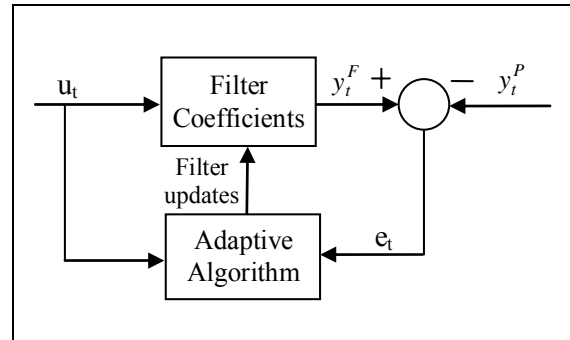 u_t
Filter
Coefficients
y_t^F + − y_t^P
Filter
updates
Adaptive
Algorithm
e_t